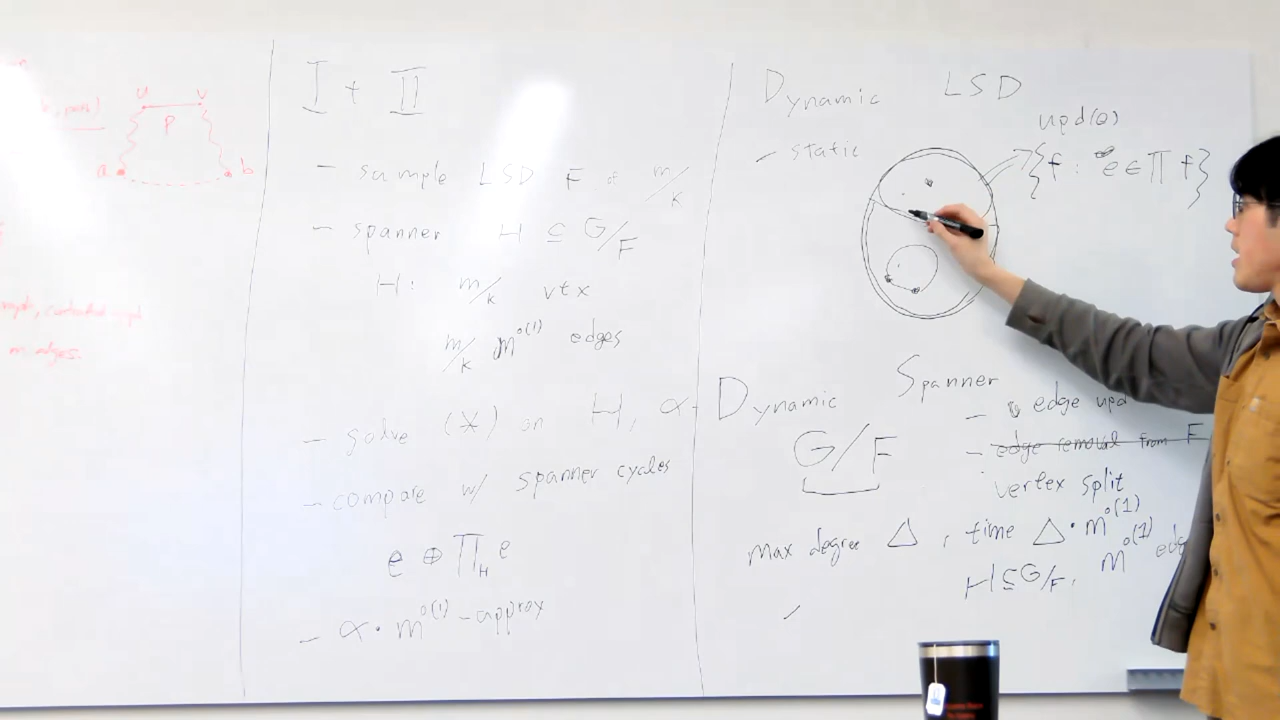 u v
P
a b
m edges.
I + II
- sample LSD F of m/k
- spanner H ⊆ G/F
H: m/k vtx
m/k m^o(1) edges
- solve (*) on H, α-
- compare w/ spanner cycles
e ⊕ Π_H e
- α · m^o(1) -approx
Dynamic LSD
- static
upd(e)
{f : e ∈ Π f}
Dynamic Spanner
G/F
- edge upd
- edge removal from F
vertex split
max degree Δ, time Δ · m^o(1)
H ⊆ G/F, m^o(1) edg